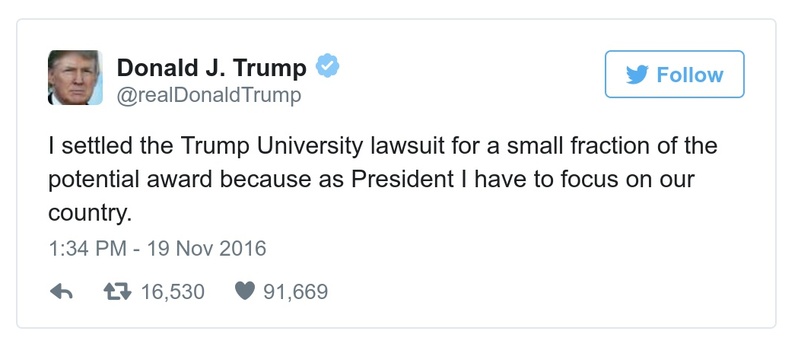 Donald J. Trump
@realDonaldTrump
Follow
I settled the Trump University lawsuit for a small fraction of the
potential award because as President I have to focus on our
country.
1:34 PM - 19 Nov 2016
16,530 91,669